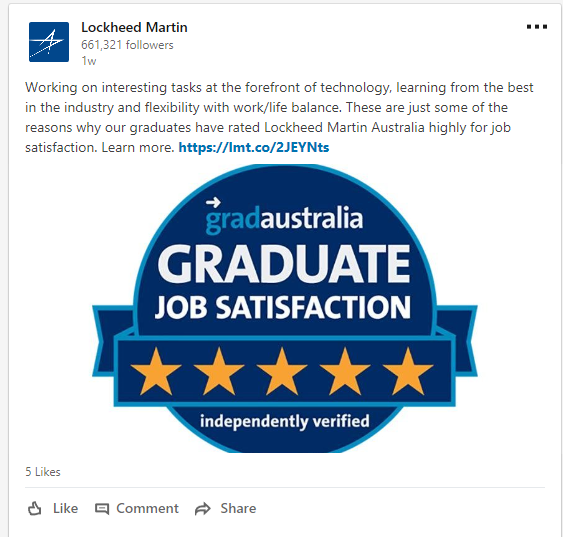 Lockheed Martin
661,321 followers
1w
Working on interesting tasks at the forefront of technology, learning from the best
in the industry and flexibility with work/life balance. These are just some of the
reasons why our graduates have rated Lockheed Martin Australia highly for job
satisfaction. Learn more. https://lmt.co/2JEYNts
gradaustralia
GRADUATE
JOB SATISFACTION
independently verified
5 Likes
Like Comment Share